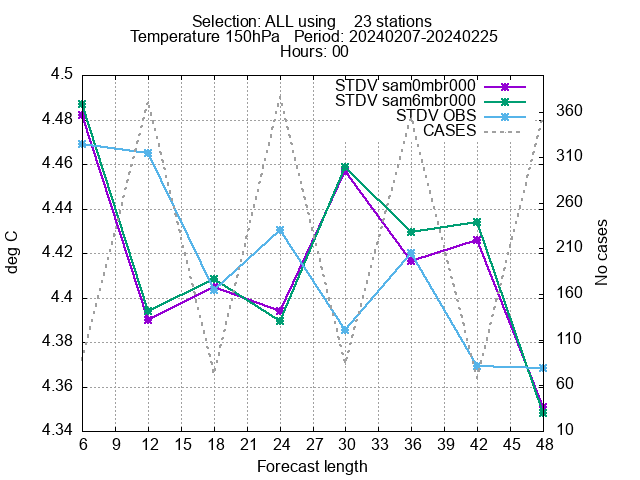 Selection: ALL using    23 stations
Temperature 150hPa   Period: 20240207-20240225
Hours: 00
STDV sam0mbr000
STDV sam6mbr000
STDV OBS
CASES
4.5
4.48
4.46
4.44
4.42
4.4
4.38
4.36
4.34
deg C
360
310
260
210
160
110
60
10
No cases
6 9 12 15 18 21 24 27 30 33 36 39 42 45 48
Forecast length